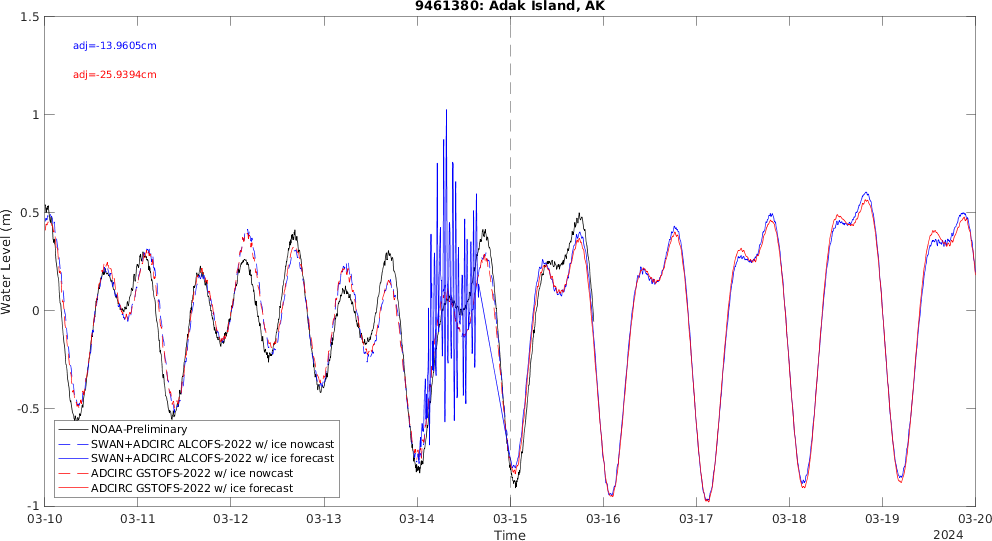 9461380: Adak Island, AK
1.5
adj=-13.9605cm
adj=-25.9394cm
1
0.5
0
-0.5
-1
Water Level (m)
NOAA-Preliminary
SWAN+ADCIRC ALCOFS-2022 w/ ice nowcast
SWAN+ADCIRC ALCOFS-2022 w/ ice forecast
ADCIRC GSTOFS-2022 w/ ice nowcast
ADCIRC GSTOFS-2022 w/ ice forecast
03-10 03-11 03-12 03-13 03-14 03-15 03-16 03-17 03-18 03-19 03-20
Time
2024